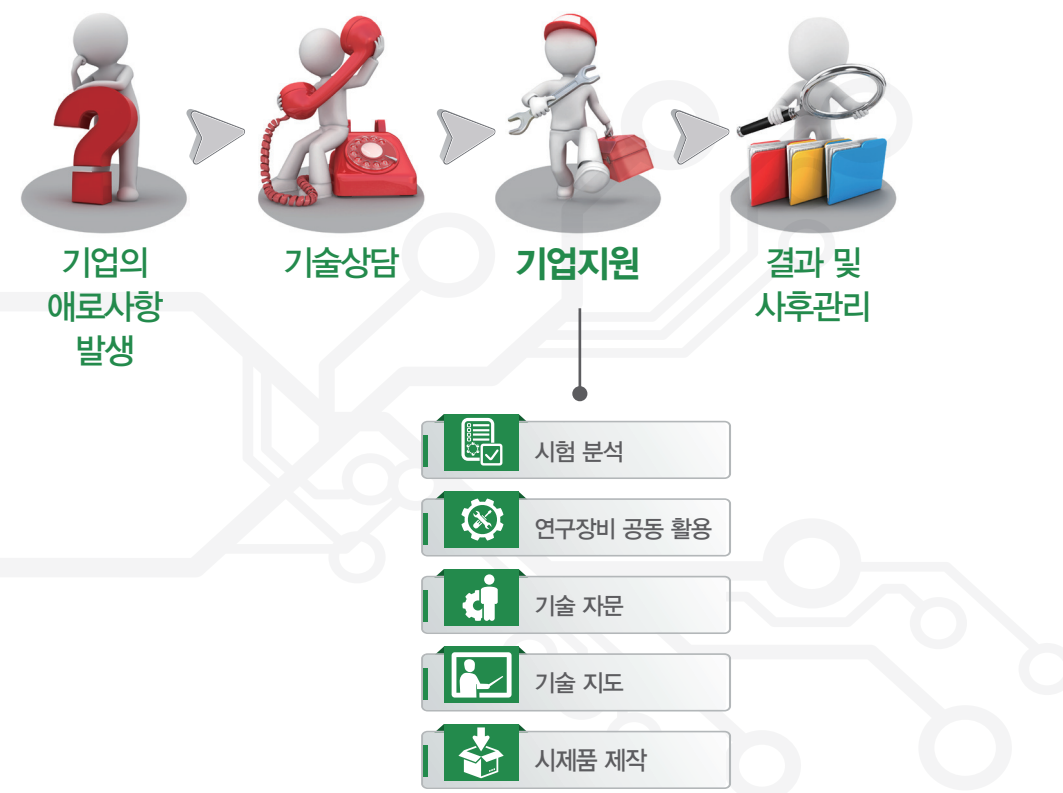 기업의
애로사항
발생
기술상담
기업지원
결과 및
사후관리
시험 분석
연구장비 공동 활용
기술 자문
기술 지도
시제품 제작